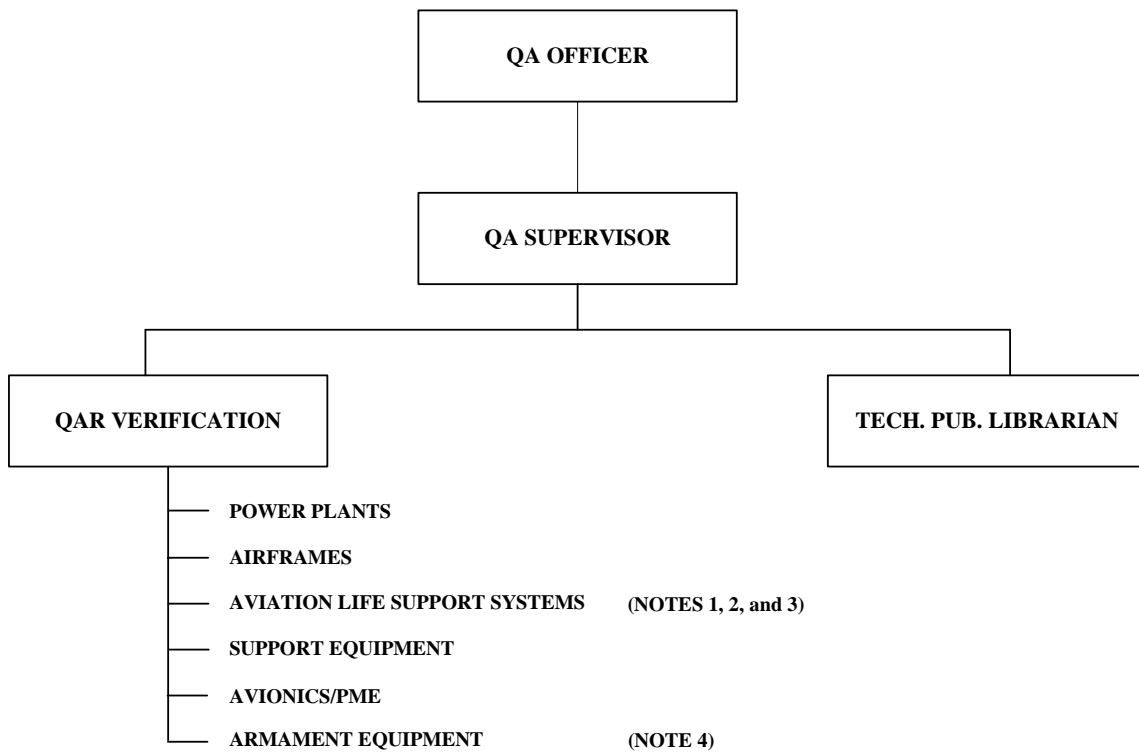 QA OFFICER
QA SUPERVISOR
QAR VERIFICATION
TECH. PUB. LIBRARIAN
POWER PLANTS
AIRFRAMES
AVIATION LIFE SUPPORT SYSTEMS (NOTES 1, 2, and 3)
SUPPORT EQUIPMENT
AVIONICS/PME
ARMAMENT EQUIPMENT (NOTE 4)